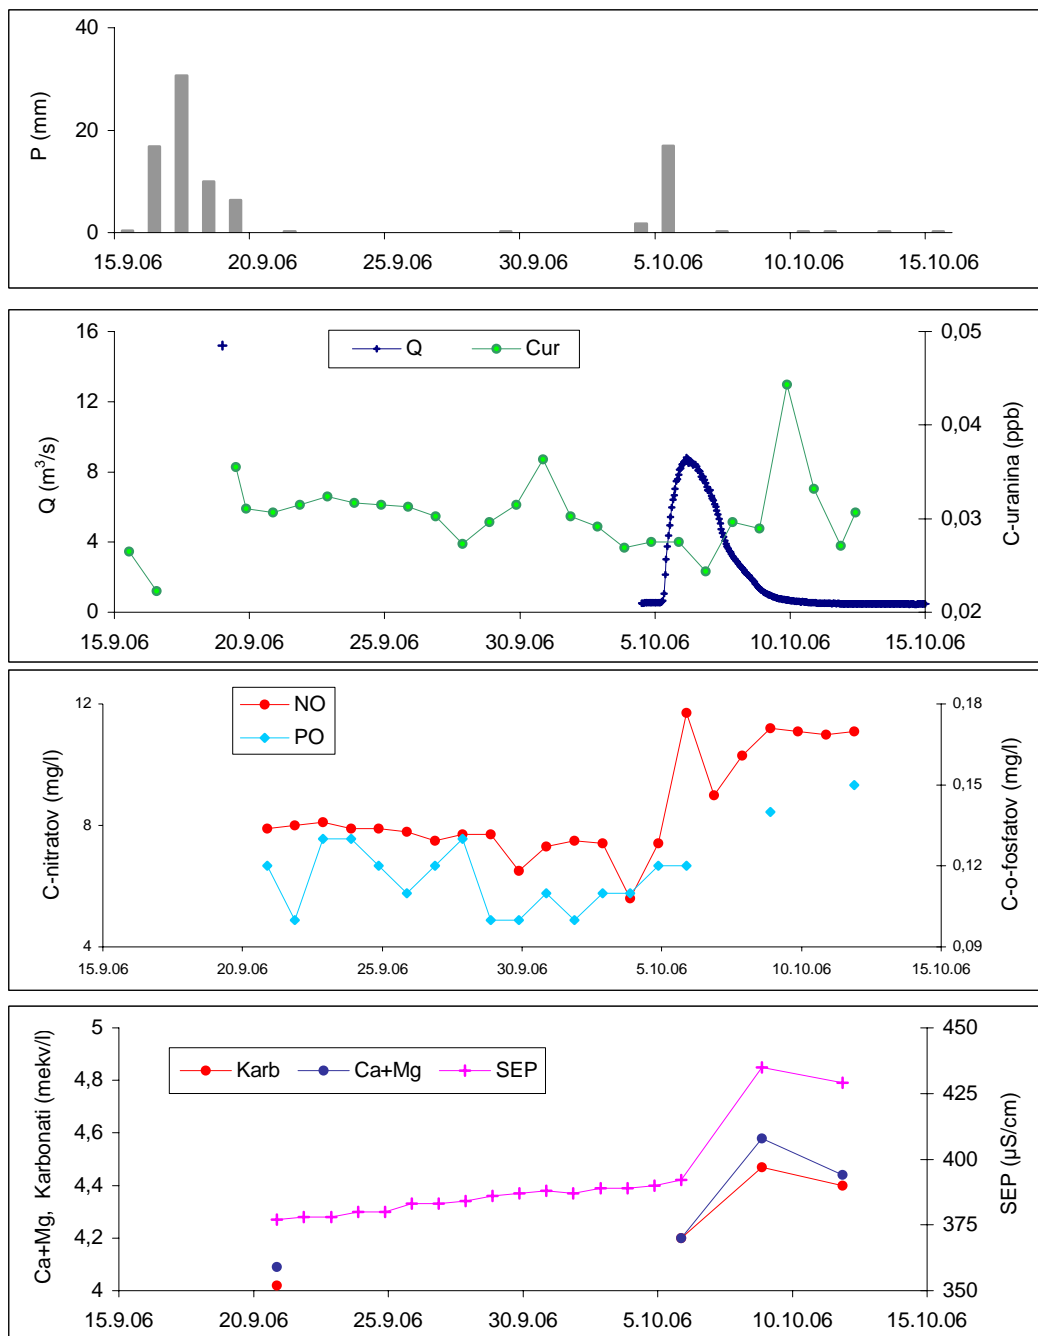 40
20
0
P (mm)
15.9.06 20.9.06 25.9.06 30.9.06 5.10.06 10.10.06 15.10.06
Q Cur
16
12
8
4
0
Q (m³/s)
0,05
0,04
0,03
0,02
C-uranina (ppb)
15.9.06 20.9.06 25.9.06 30.9.06 5.10.06 10.10.06 15.10.06
NO
PO
12
8
4
C-nitratov (mg/l)
0,18
0,15
0,12
0,09
C-o-fosfatov (mg/l)
15.9.06 20.9.06 25.9.06 30.9.06 5.10.06 10.10.06 15.10.06
Karb Ca+Mg SEP
5
4,8
4,6
4,4
4,2
4
Ca+Mg, Karbonati (mekv/l)
450
425
400
375
350
SEP (µS/cm)
15.9.06 20.9.06 25.9.06 30.9.06 5.10.06 10.10.06 15.10.06